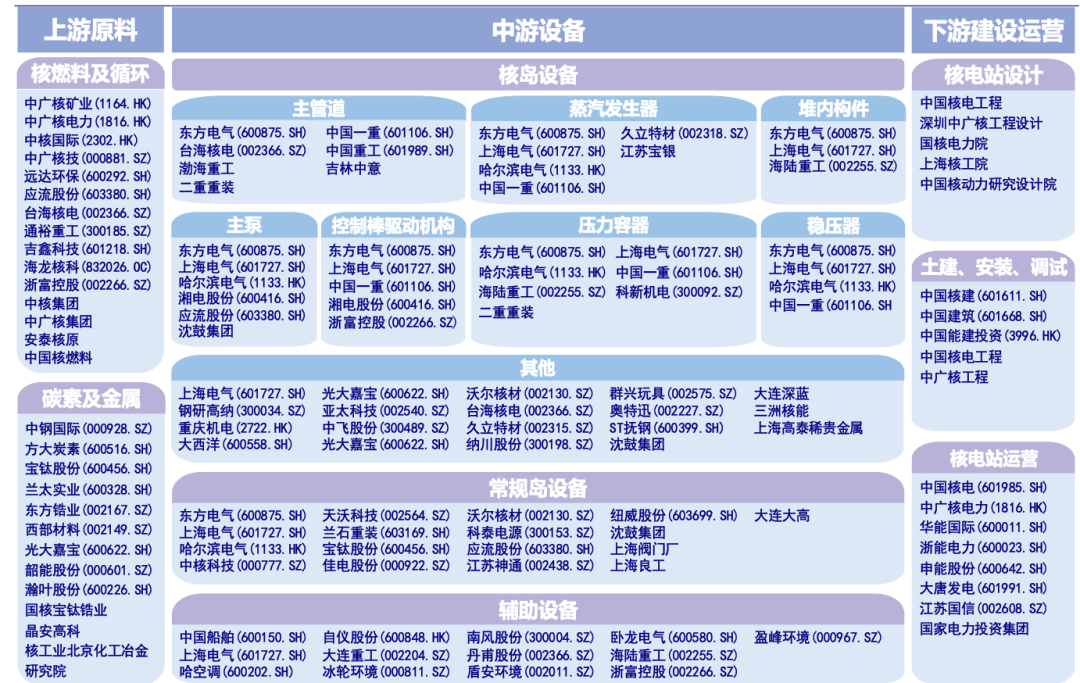 上游原料
核燃料及循环
中广核矿业(1164.HK)
中广核电力(1816.HK)
中核国际(2302.HK)
中广核技(000881.SZ)
远达环保(600292.SH)
应流股份(603380.SH)
台海核电(002366.SZ)
通裕重工(300185.SZ)
吉鑫科技(601218.SH)
海龙核科(832026.OC)
浙富控股(002266.SZ)
中核集团
中广核集团
安泰核原
中国核燃料
碳素及金属
中钢国际(000928.SZ)
方大炭素(600516.SH)
宝钛股份(600456.SH)
兰太实业(600328.SH)
东方锆业(002167.SZ)
西部材料(002149.SZ)
光大嘉宝(600622.SH)
韶能股份(000601.SZ)
瀚叶股份(600226.SH)
国核宝钛锆业
晶安高科
核工业北京化工冶金
研究院
中游设备
核岛设备
主管道
东方电气(600875.SH) 中国一重(601106.SH)
台海核电(002366.SZ) 中国重工(601989.SH)
渤海重工 吉林中意
二重重装
蒸汽发生器
东方电气(600875.SH) 久立特材(002318.SZ)
上海电气(601727.SH) 江苏宝银
哈尔滨电气(1133.HK)
中国一重(601106.SH)
堆内构件
东方电气(600875.SH)
上海电气(601727.SH)
海陆重工(002255.SZ)
主泵
东方电气(600875.SH)
上海电气(601727.SH)
哈尔滨电气(1133.HK)
湘电股份(600416.SH)
应流股份(603380.SH)
沈鼓集团
控制棒驱动机构
东方电气(600875.SH)
上海电气(601727.SH)
中国一重(601106.SH)
湘电股份(600416.SH)
浙富控股(002266.SZ)
压力容器
东方电气(600875.SH) 上海电气(601727.SH)
哈尔滨电气(1133.HK) 中国一重(601106.SH)
海陆重工(002255.SZ) 科新机电(300092.SZ)
二重重装
稳压器
东方电气(600875.SH)
上海电气(601727.SH)
哈尔滨电气(1133.HK)
中国一重(601106.SH
其他
上海电气(601727.SH) 光大嘉宝(600622.SH) 沃尔核材(002130.SZ) 群兴玩具(002575.SZ) 大连深蓝
钢研高纳(300034.SZ) 亚太科技(002540.SZ) 台海核电(002366.SZ) 奥特迅(002227.SZ) 三洲核能
重庆机电(2722.HK) 中飞股份(300489.SZ) 久立特材(002315.SZ) ST抚钢(600399.SH) 上海高泰稀贵金属
大西洋(600558.SH) 光大嘉宝(600622.SH) 纳川股份(300198.SZ) 沈鼓集团
常规岛设备
东方电气(600875.SH) 天沃科技(002564.SZ) 沃尔核材(002130.SZ) 纽威股份(603699.SH) 大连大高
上海电气(601727.SH) 兰石重装(603169.SH) 科泰电源(300153.SZ) 沈鼓集团
哈尔滨电气(1133.HK) 宝钛股份(600456.SH) 应流股份(603380.SH) 上海阀门厂
中核科技(000777.SZ) 佳电股份(000922.SZ) 江苏神通(002438.SZ) 上海良工
辅助设备
中国船舶(600150.SH) 自仪股份(600848.HK) 南风股份(300004.SZ) 卧龙电气(600580.SH) 盈峰环境(000967.SZ)
上海电气(601727.SH) 大连重工(002204.SZ) 丹甫股份(002366.SZ) 海陆重工(002255.SZ)
哈空调(600202.SH) 冰轮环境(000811.SZ) 盾安环境(002011.SZ) 浙富控股(002266.SZ)
下游建设运营
核电站设计
中国核电工程
深圳中广核工程设计
国核电力院
上海核工院
中国核动力研究设计院
土建、安装、调试
中国核建(601611.SH)
中国建筑(601668.SH)
中国能建投资(3996.HK)
中国核电工程
中广核工程
核电站运营
中国核电(601985.SH)
中广核电力(1816.HK)
华能国际(600011.SH)
浙能电力(600023.SH)
申能股份(600642.SH)
大唐发电(601991.SH)
江苏国信(002608.SZ)
国家电力投资集团